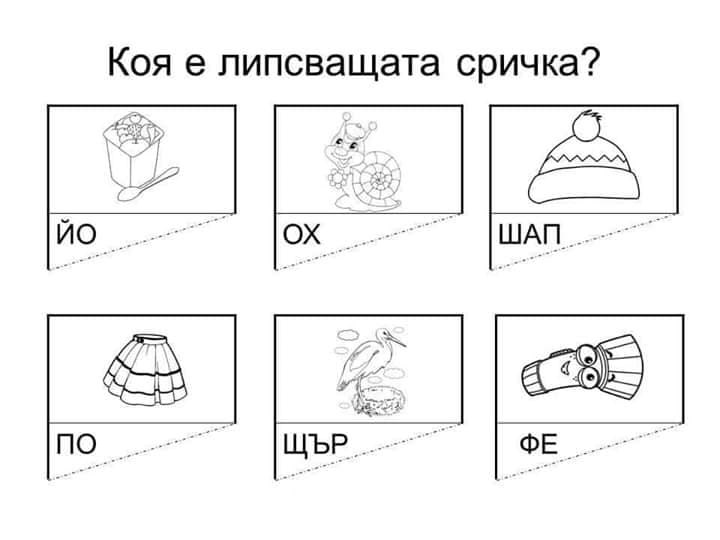 Коя е липсващата сричка?
ЙО
ОХ
ШАП
ПО
ЩЪР
ФЕ